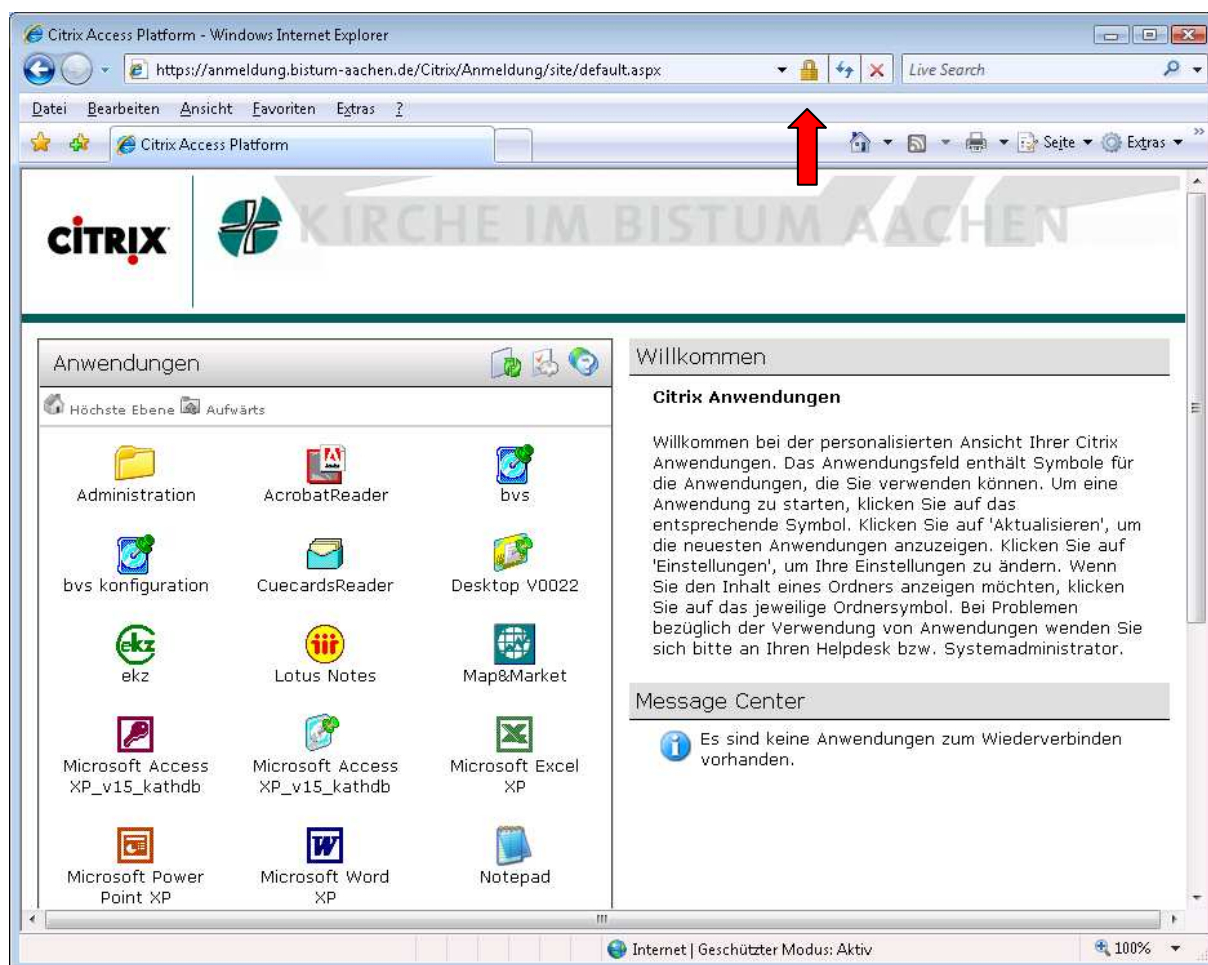 Citrix Access Platform - Windows Internet Explorer
https://anmeldung.bistum-aachen.de/Citrix/Anmeldung/site/default.aspx
Live Search
Datei Bearbeiten Ansicht Favoriten Extras ?
Citrix Access Platform
Seite Extras
CITRIX
KIRCHE IM BISTUM AACHEN
Anwendungen
Höchste Ebene Aufwärts
Administration AcrobatReader bvs
bvs konfiguration CuecardsReader Desktop V0022
ekz
ekz Lotus Notes Map&Market
Microsoft Access XP_v15_kathdb
Microsoft Access XP_v15_kathdb
Microsoft Excel XP
Microsoft Power Point XP
Microsoft Word XP
Notepad
Willkommen
Citrix Anwendungen
Willkommen bei der personalisierten Ansicht Ihrer Citrix
Anwendungen. Das Anwendungsfeld enthält Symbole für
die Anwendungen, die Sie verwenden können. Um eine
Anwendung zu starten, klicken Sie auf das
entsprechende Symbol. Klicken Sie auf 'Aktualisieren', um
die neuesten Anwendungen anzuzeigen. Klicken Sie auf
'Einstellungen', um Ihre Einstellungen zu ändern. Wenn
Sie den Inhalt eines Ordners anzeigen möchten, klicken
Sie auf das jeweilige Ordnersymbol. Bei Problemen
bezüglich der Verwendung von Anwendungen wenden Sie
sich bitte an Ihren Helpdesk bzw. Systemadministrator.
Message Center
Es sind keine Anwendungen zum Wiederverbinden
vorhanden.
Internet | Geschützter Modus: Aktiv
100%